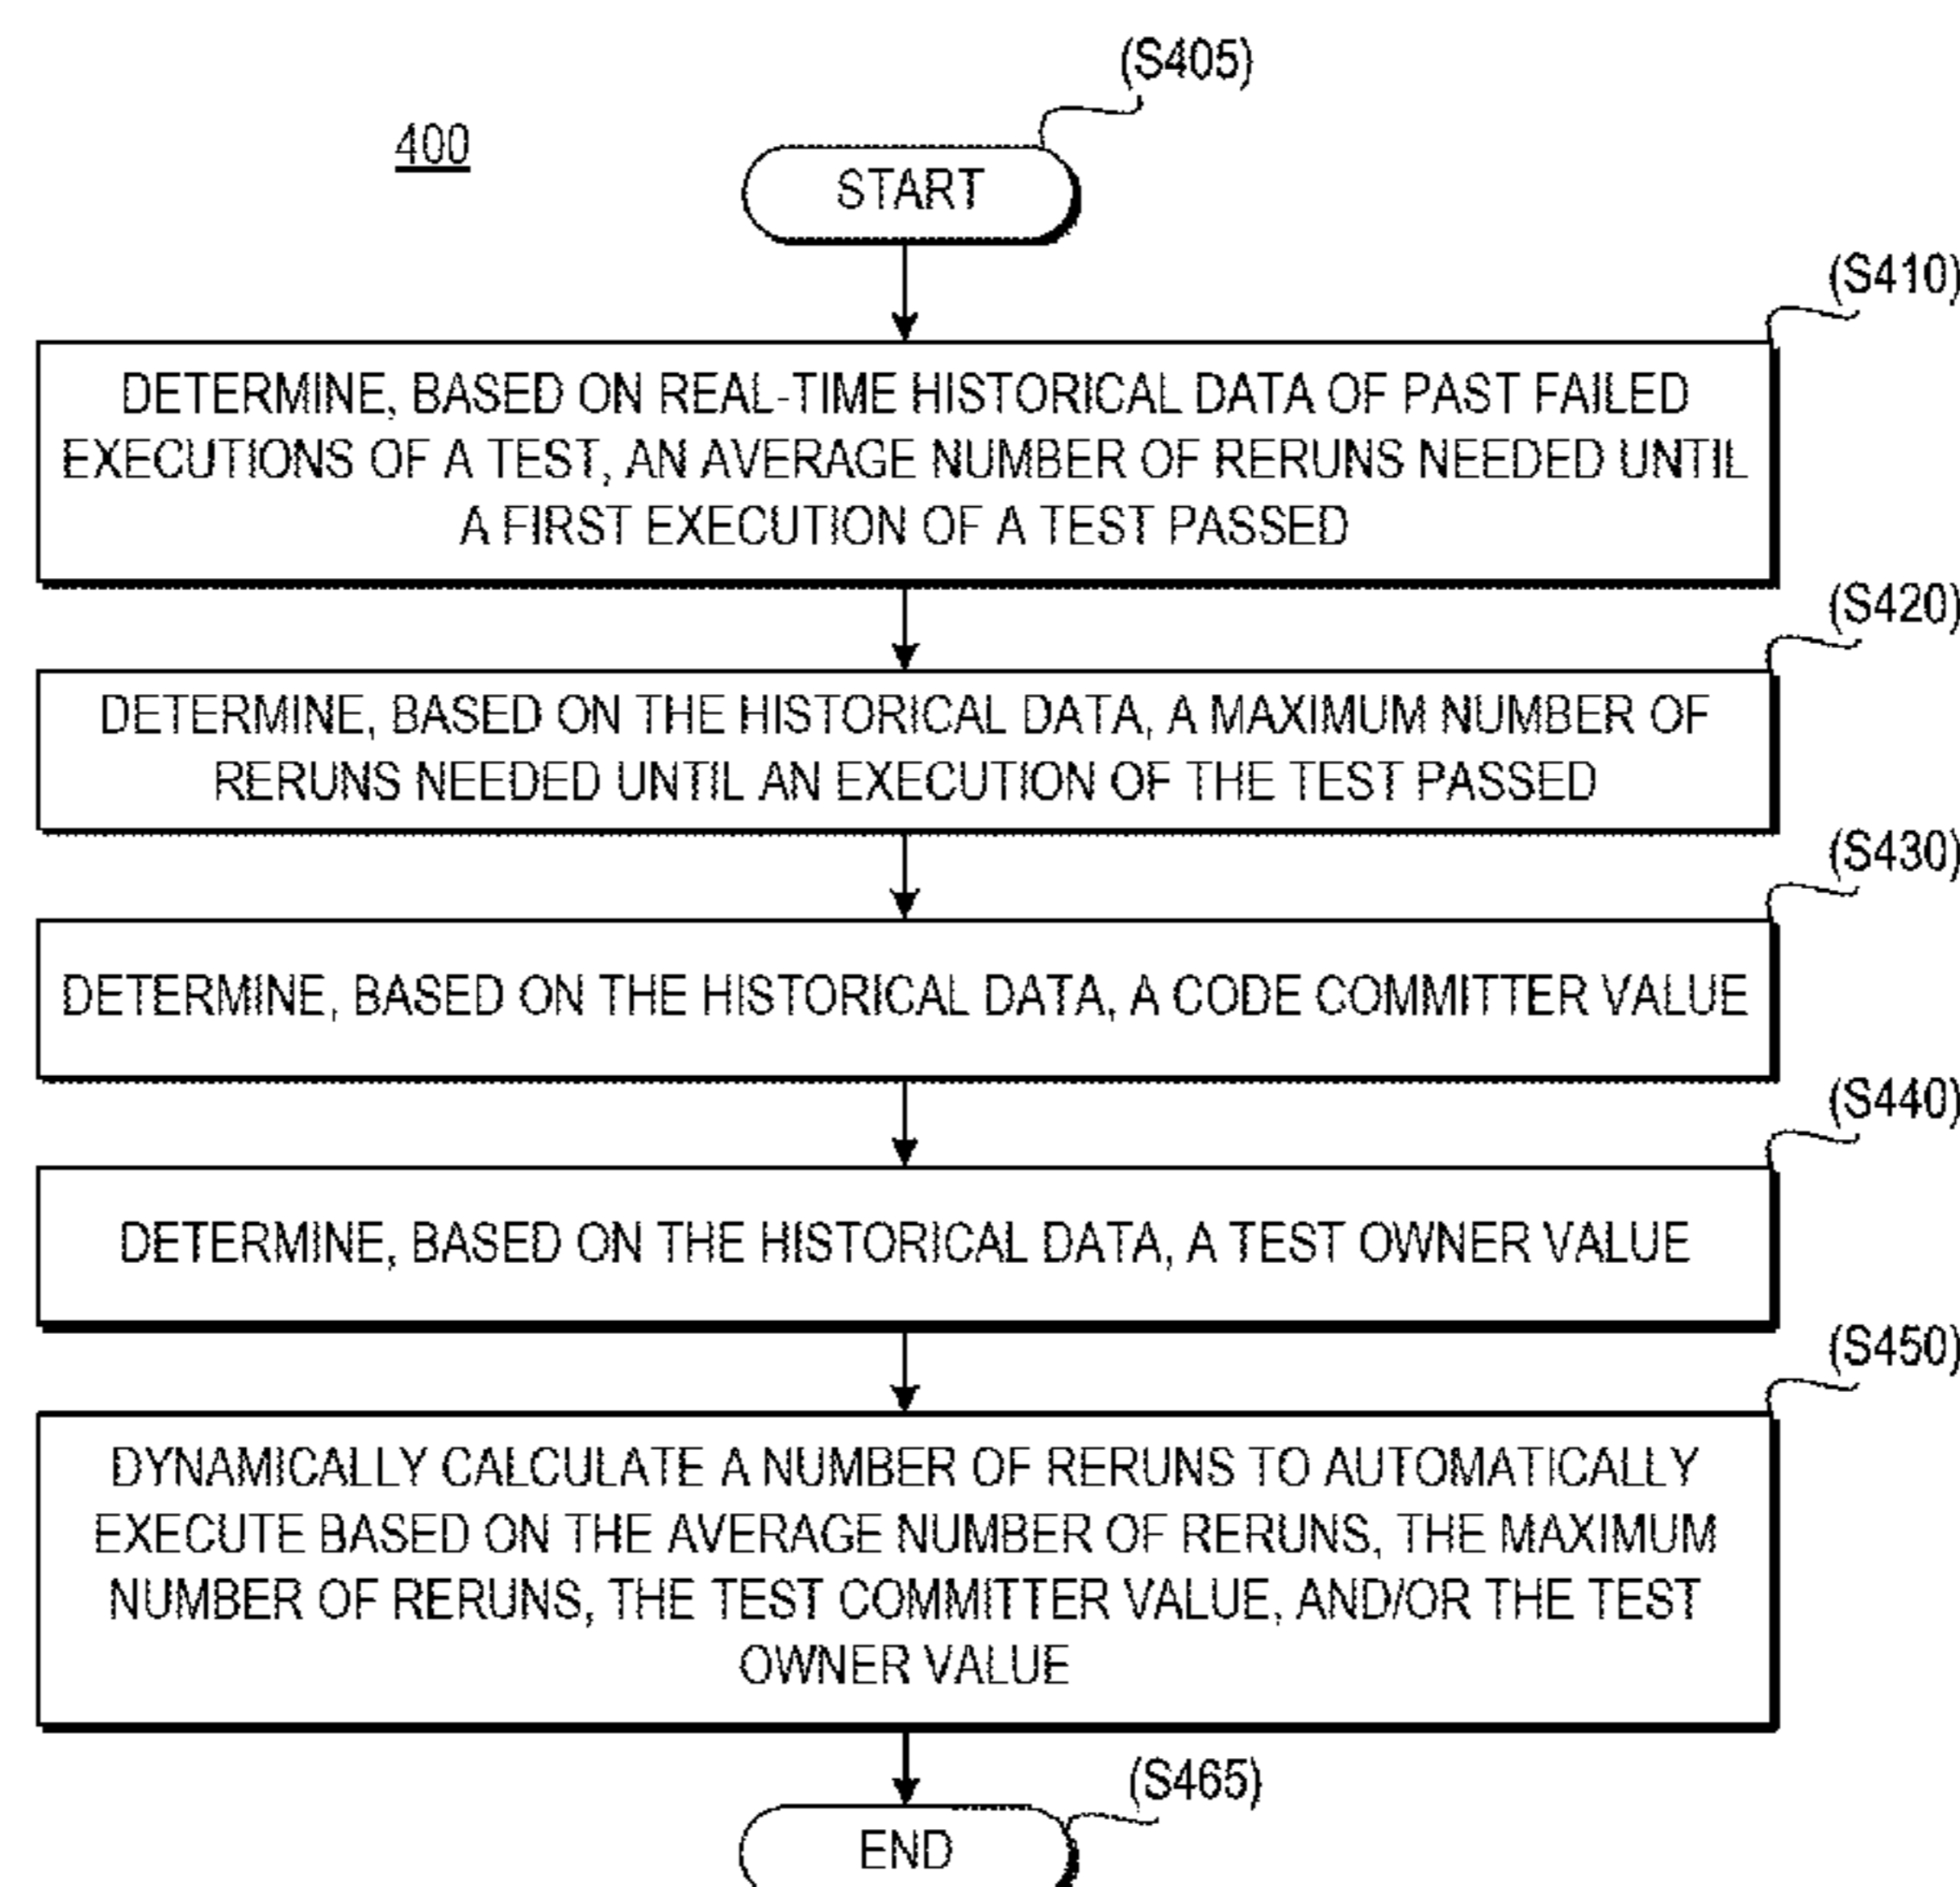 (S405)
400
START
(S410)
DETERMINE, BASED ON REAL-TIME HISTORICAL DATA OF PAST FAILED
EXECUTIONS OF A TEST, AN AVERAGE NUMBER OF RERUNS NEEDED UNTIL
A FIRST EXECUTION OF A TEST PASSED
(S420)
DETERMINE, BASED ON THE HISTORICAL DATA, A MAXIMUM NUMBER OF
RERUNS NEEDED UNTIL AN EXECUTION OF THE TEST PASSED
(S430)
DETERMINE, BASED ON THE HISTORICAL DATA, A CODE COMMITTER VALUE
(S440)
DETERMINE, BASED ON THE HISTORICAL DATA, A TEST OWNER VALUE
(S450)
DYNAMICALLY CALCULATE A NUMBER OF RERUNS TO AUTOMATICALLY
EXECUTE BASED ON THE AVERAGE NUMBER OF RERUNS, THE MAXIMUM
NUMBER OF RERUNS, THE TEST COMMITTER VALUE, AND/OR THE TEST
OWNER VALUE
(S465)
END